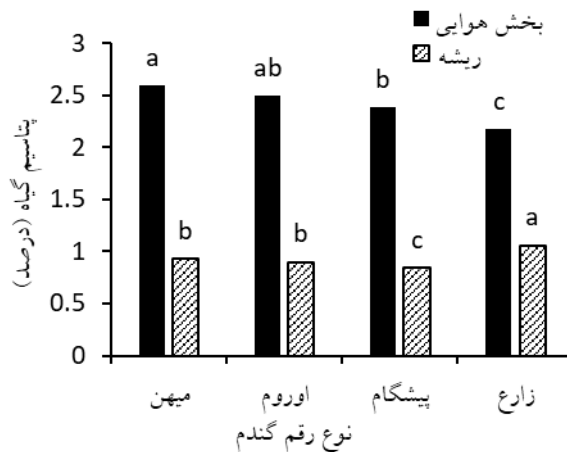 بخش هوایی
ریشه
پتاسیم گیاه (درصد)
3
2.5
2
1.5
1
0.5
0
a
b
ab
b
b
c
c
a
میهن
اوروم
پیشگام
زارع
نوع رقم گندم